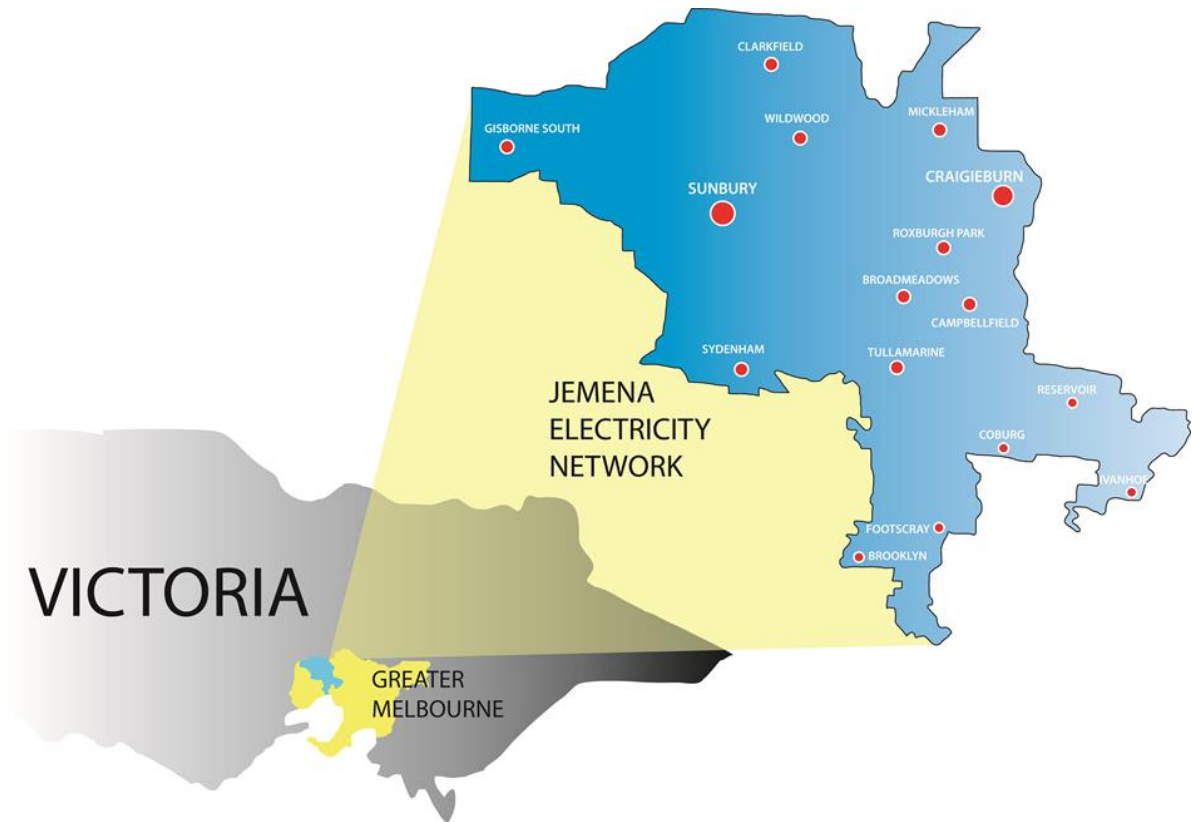 CLARKFIELD
MICKLEHAM
WILDWOOD
GISBORNE SOUTH
CRAIGIEBURN
SUNBURY
ROXBURGH PARK
BROADMEADOWS
CAMPBELLFIELD
SYDENHAM
TULLAMARINE
RESERVOIR
JEMENA
ELECTRICITY
NETWORK
COBURG
IVANHOE
FOOTSCRAY
BROOKLYN
VICTORIA
GREATER
MELBOURNE